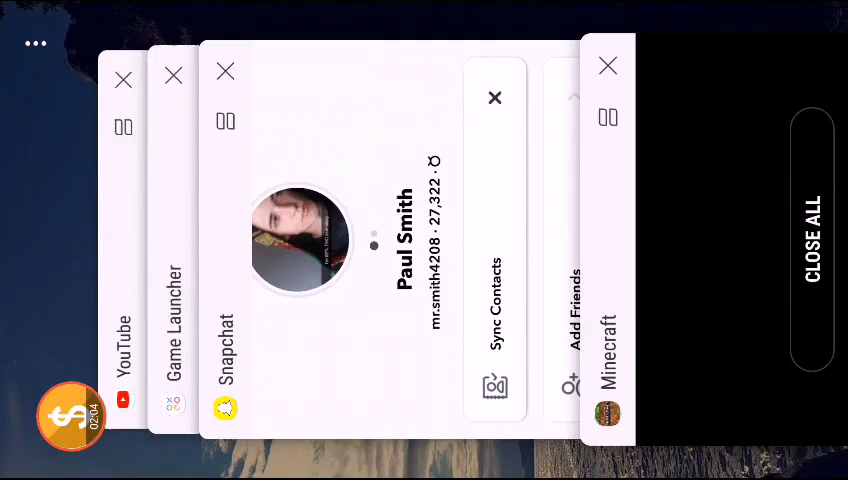 YouTube
Game Launcher
Snapchat
Paul Smith
mr.smith4208 · 27,322 · ♉
Sync Contacts
Add Friends
Minecraft
CLOSE ALL
$
02:04